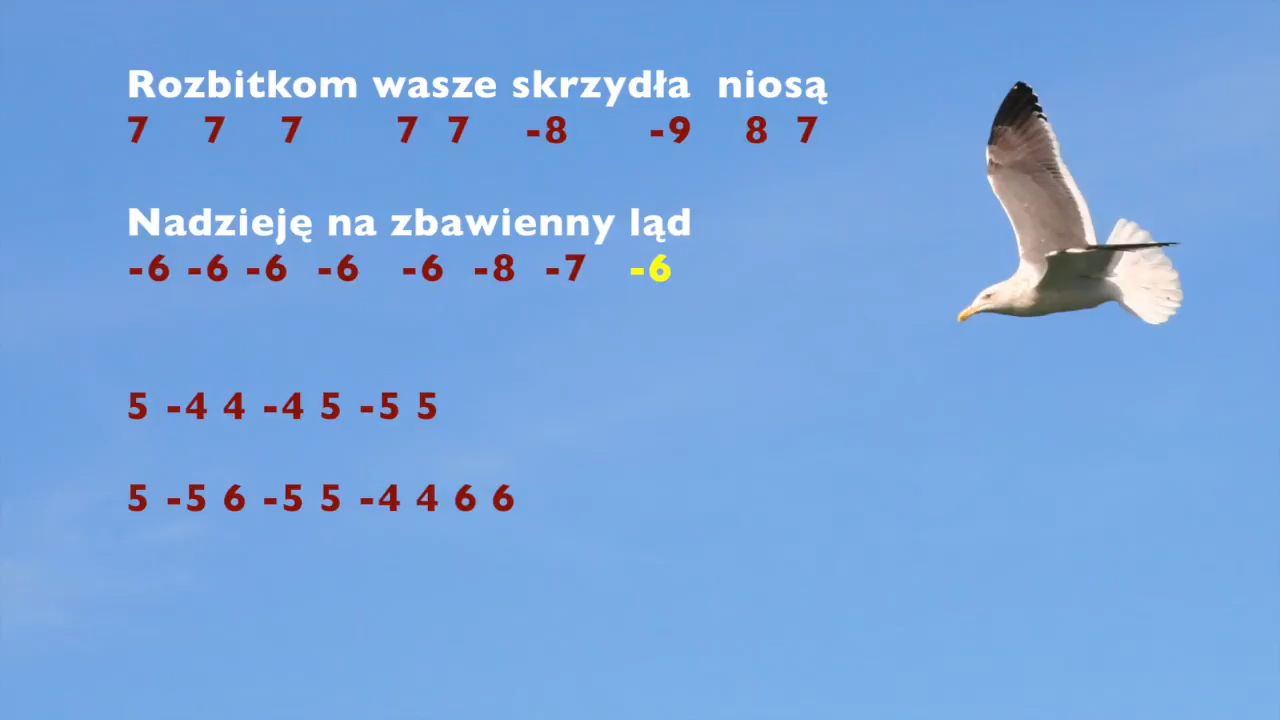 Rozbitkom wasze skrzydła niosą
7 7 7 7 7 -8 -9 8 7
Nadzieję na zbawienny ląd
-6 -6 -6 -6 -6 -8 -7 -6
5 -4 4 -4 5 -5 5
5 -5 6 -5 5 -4 4 6 6